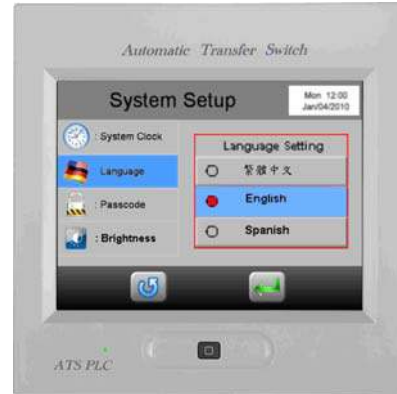 Automatic Transfer Switch
System Setup
Mon 12:00
Jan/04/2010
: System Clock
Language
: Passcode
: Brightness
Language Setting
繁體中文
English
Spanish
ATS PLC